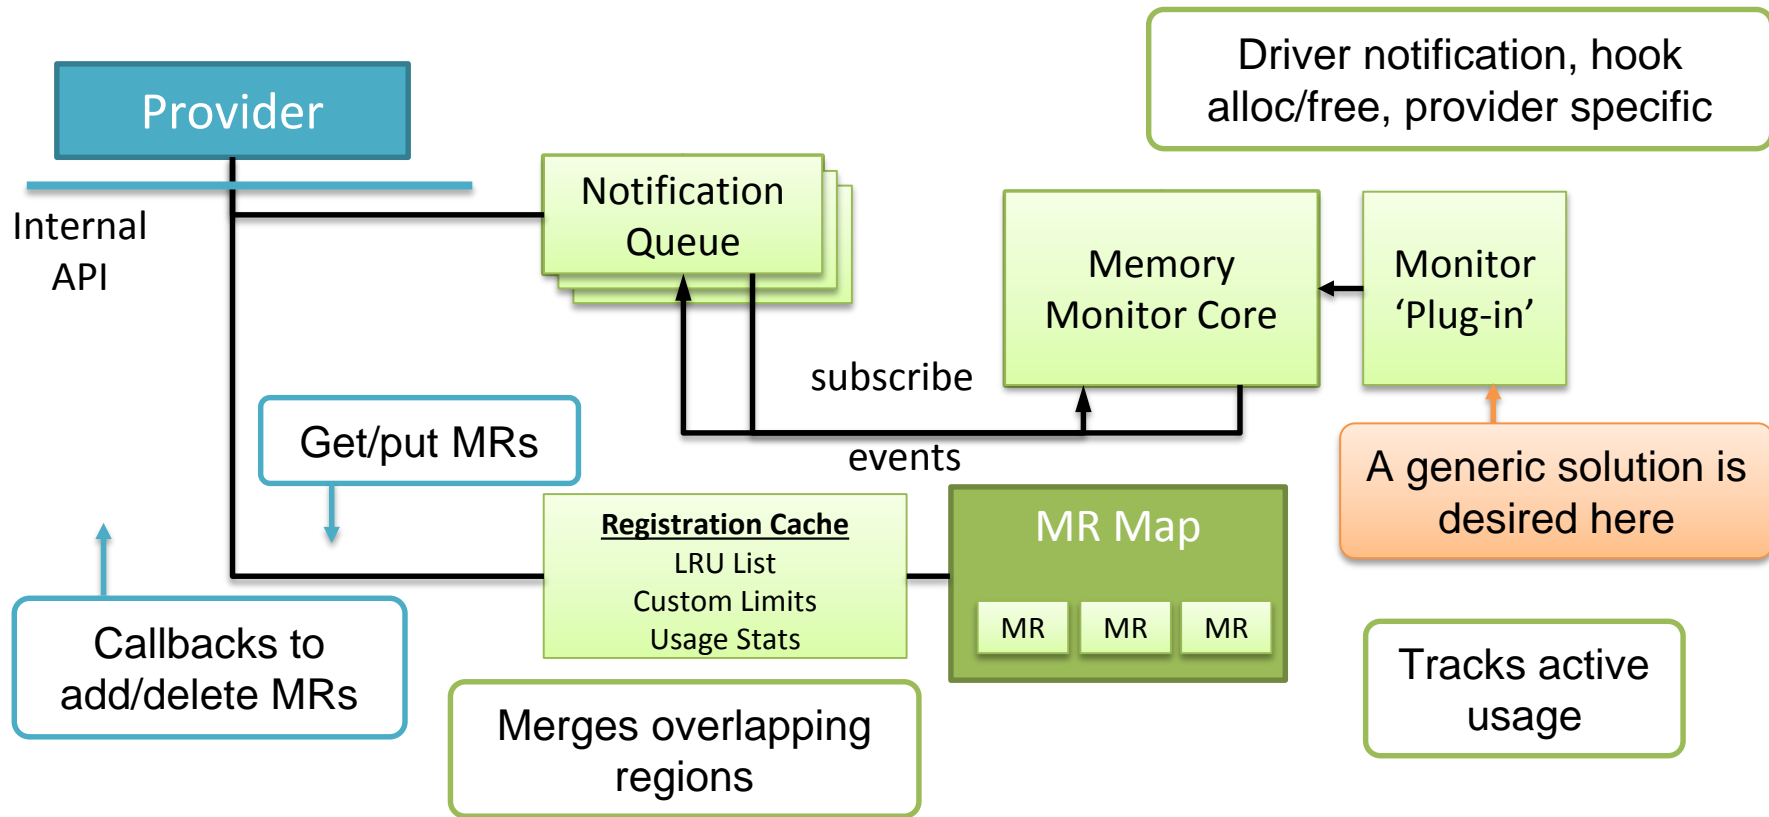 Driver notification, hook
alloc/free, provider specific
Provider
Internal
API
Notification
Queue
Memory
Monitor Core
Monitor
‘Plug-in’
subscribe
events
Get/put MRs
A generic solution is
desired here
Registration Cache
LRU List
Custom Limits
Usage Stats
MR Map
MR
MR
MR
Callbacks to
add/delete MRs
Merges overlapping
regions
Tracks active
usage